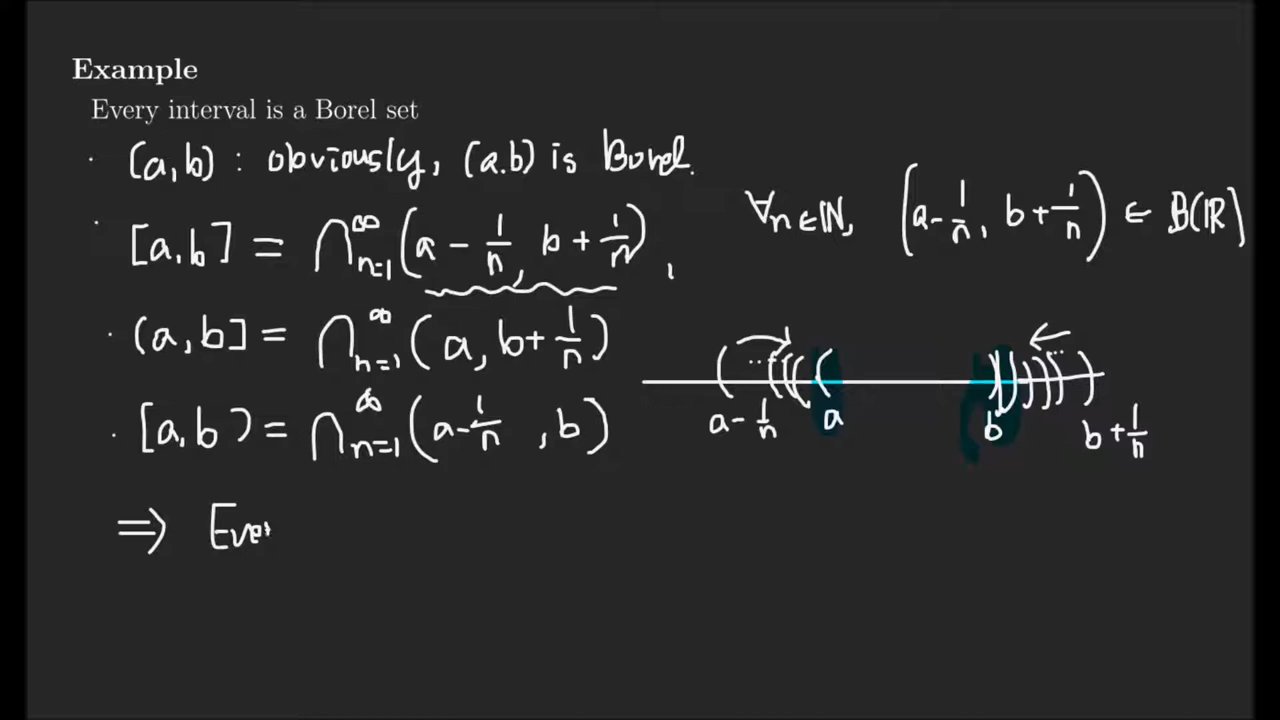 Example
Every interval is a Borel set
· (a,b) : obviously, (a.b) is Borel.
· [a,b] = ⋂_{n=1}^{∞} (a - 1/n, b + 1/n),
∀n∈ℕ, (a - 1/n, b + 1/n) ∈ B(ℝ)
· (a,b] = ⋂_{n=1}^{∞} (a, b + 1/n)
· [a,b) = ⋂_{n=1}^{∞} (a - 1/n, b)
a - 1/n a b b + 1/n
⇒ Ever